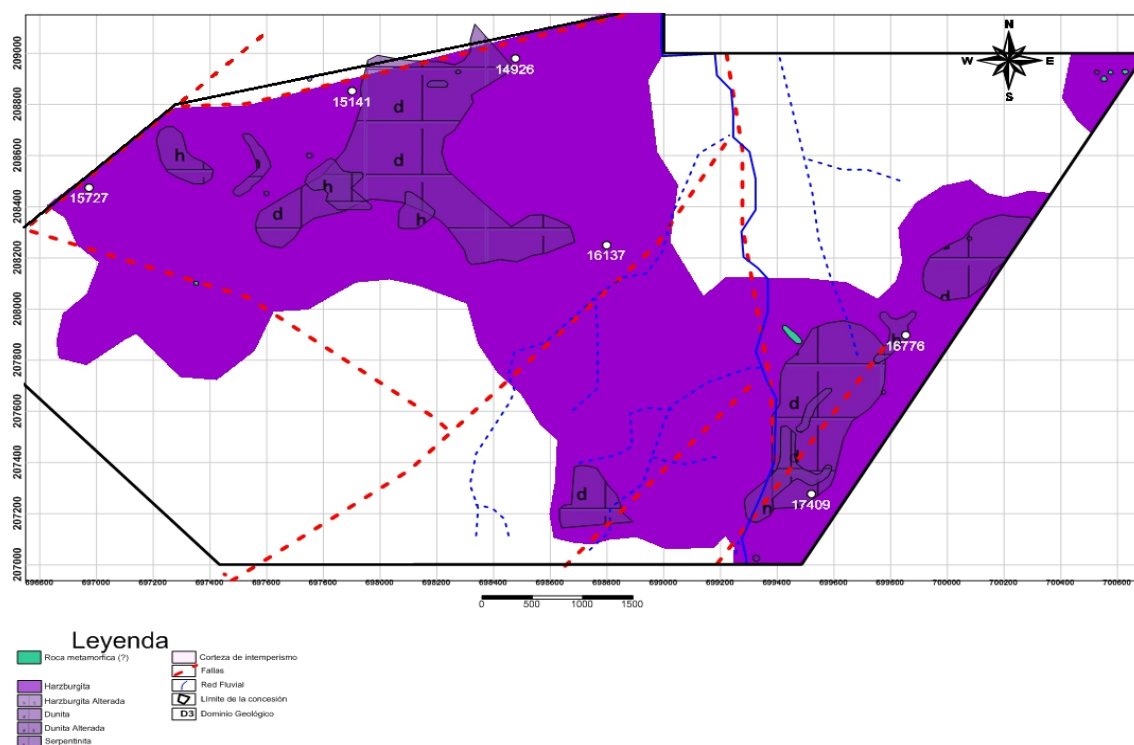 N
W E
S
209000
208800
208600
208400
208200
208000
207800
207600
207400
207200
207000
14926
15141
15727
16137
16776
17409
d
d
h
h
d
h
d
d
d
d
n
696800 697000 697200 697400 697600 697800 698000 698200 698400 698600 698800 699000 699200 699400 699600 699800 700000 700200 700400 700600
0 500 1000 1500
Leyenda
Roca metamorfica (?)
Harzburgita
Harzburgita Alterada
Dunita
Dunita Alterada
Serpentinita
Corteza de intemperismo
Fallas
Red Fluvial
Límite de la concesión
D3 Dominio Geológico